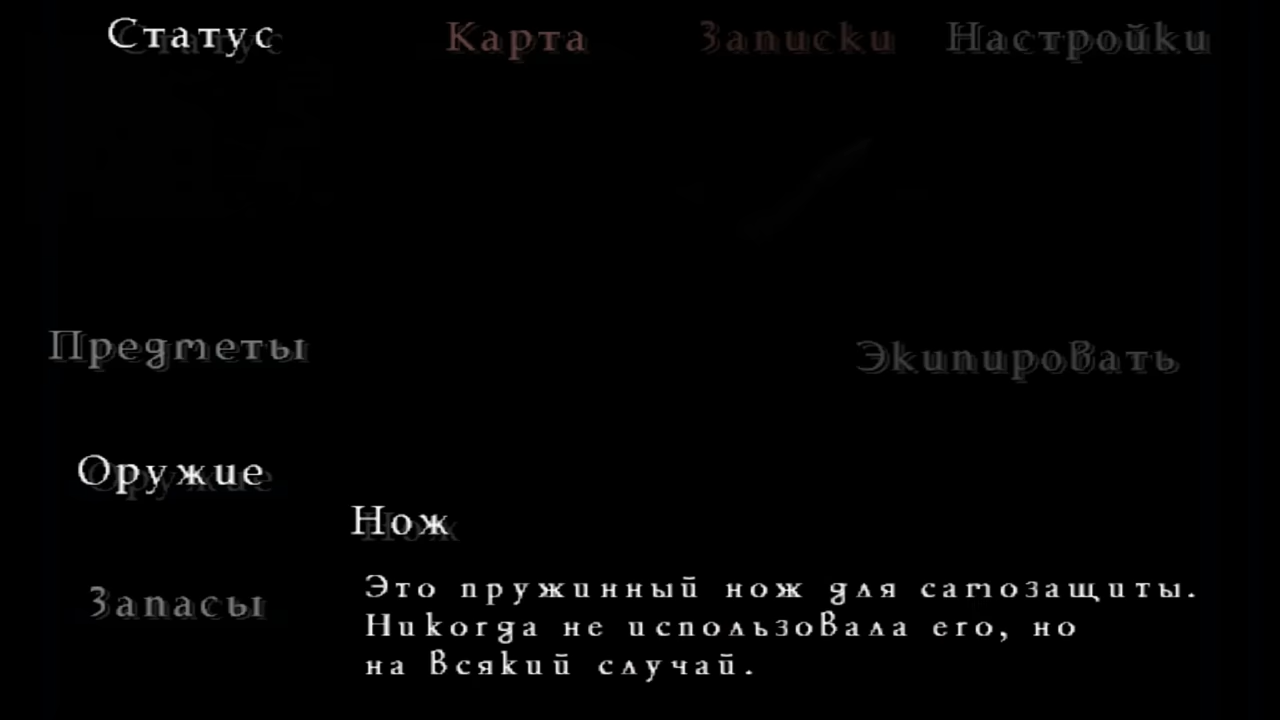 Статус Карта Записки Настройки
Предметы Экипировать
Оружие
Нож
Запасы
Это пружинный нож для самозащиты.
Никогда не использовала его, но
на всякий случай.